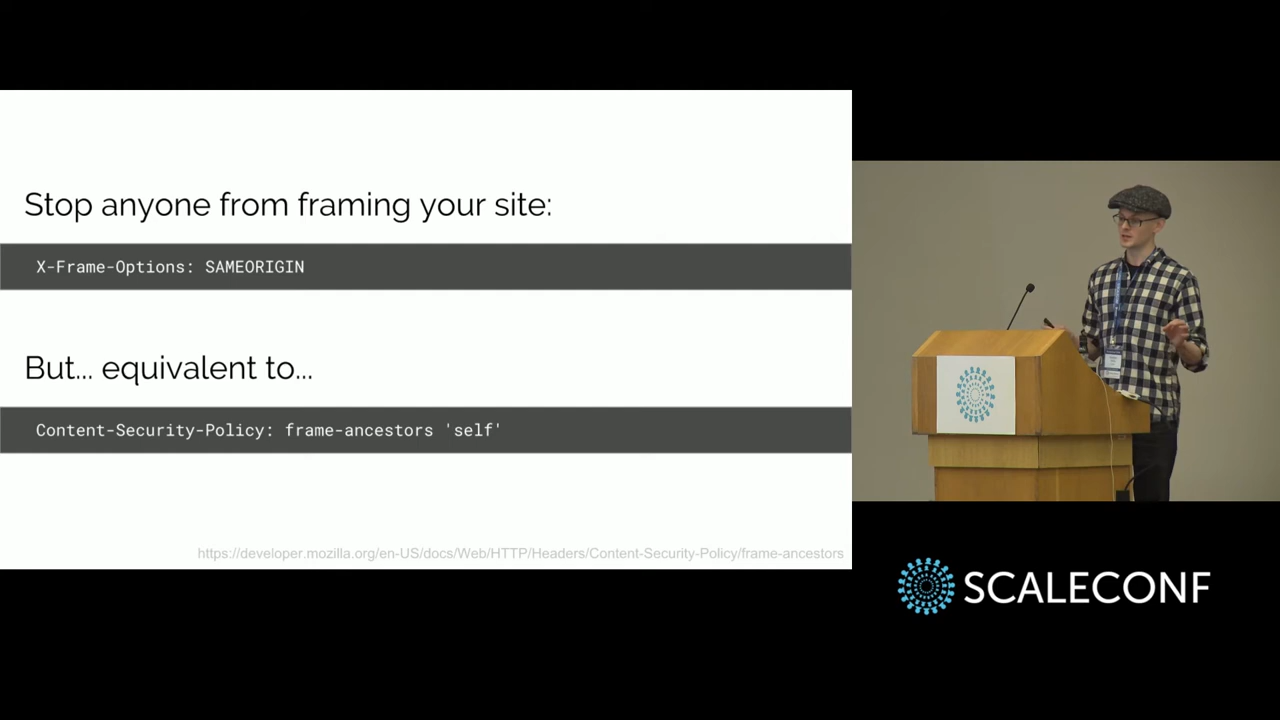 Stop anyone from framing your site:
X-Frame-Options: SAMEORIGIN
But... equivalent to...
Content-Security-Policy: frame-ancestors 'self'
https://developer.mozilla.org/en-US/docs/Web/HTTP/Headers/Content-Security-Policy/frame-ancestors
SCALECONF